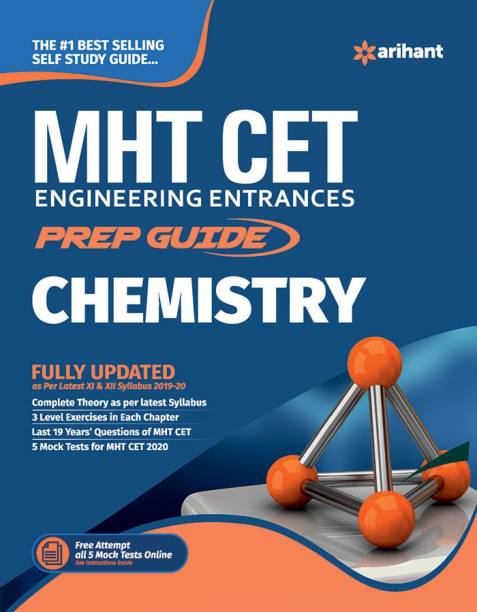 THE #1 BEST SELLING
SELF STUDY GUIDE...
arihant
MHT CET
ENGINEERING ENTRANCES
PREP GUIDE
CHEMISTRY
FULLY UPDATED
as Per Latest XI & XII Syllabus 2019-20
Complete Theory as per latest Syllabus
3 Level Exercises in Each Chapter
Last 19 Years' Questions of MHT CET
5 Mock Tests for MHT CET 2020
Free Attempt
all 5 Mock Tests Online
See instructions inside